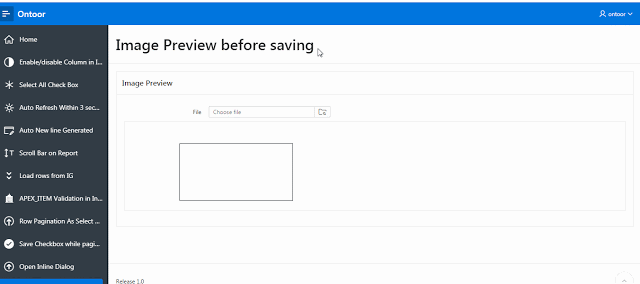 Ontoor
ontoor
Home
Image Preview before saving
Enable/disable Column in I...
Select All Check Box
Image Preview
Auto Refresh Within 3 sec...
File
Choose file
Auto New line Generated
Scroll Bar on Report
Load rows from IG
APEX_ITEM Validation in In...
Row Pagination As Select ...
Save Checkbox while pagi...
Open Inline Dialog
Release 1.0